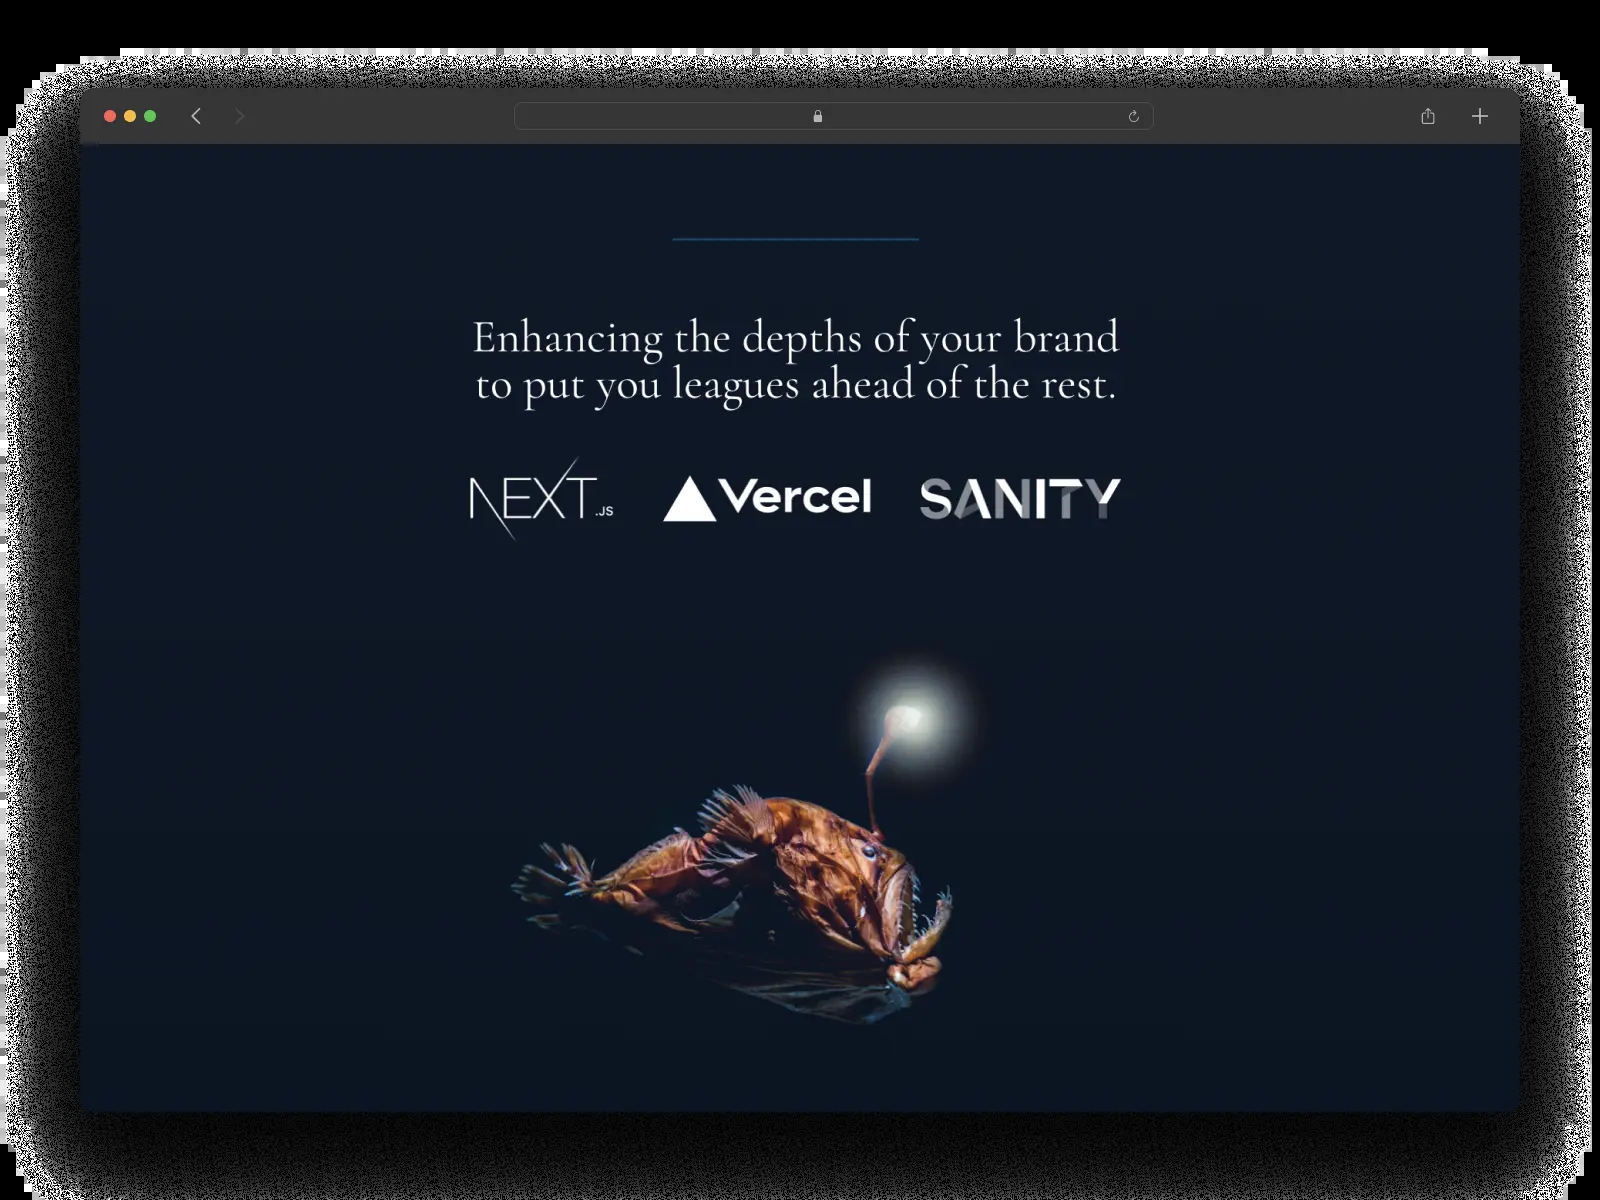 Enhancing the depths of your brand
to put you leagues ahead of the rest.
NEXT.JS Vercel SANITY